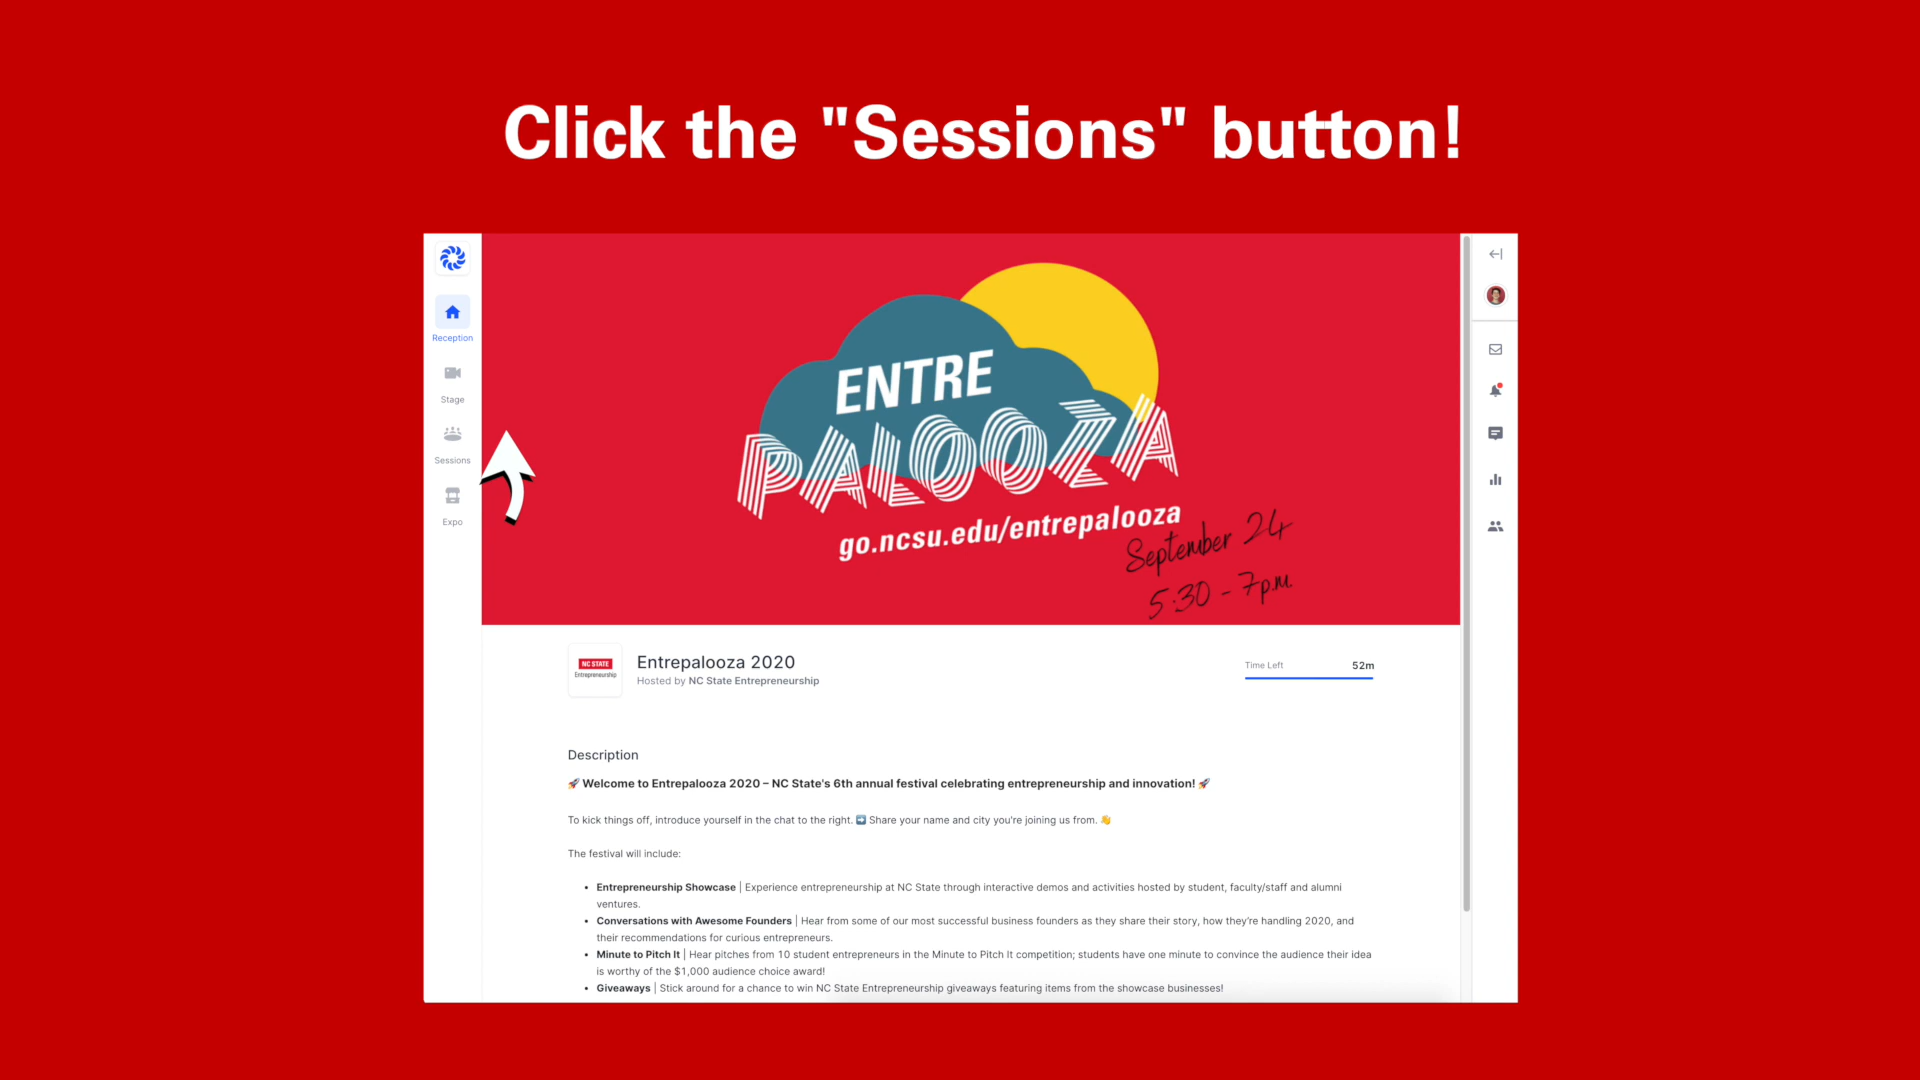 Click the "Sessions" button!
Reception
Stage
Sessions
Expo
ENTRE
PALOOZA
go.ncsu.edu/entrepalooza
September 24
5:30 - 7p.m.
NC STATE
Entrepreneurship
Entrepalooza 2020
Hosted by NC State Entrepreneurship
Time Left 52m
Description
🚀 Welcome to Entrepalooza 2020 – NC State's 6th annual festival celebrating entrepreneurship and innovation! 🚀
To kick things off, introduce yourself in the chat to the right. ➡️ Share your name and city you're joining us from. 👋
The festival will include:
• Entrepreneurship Showcase | Experience entrepreneurship at NC State through interactive demos and activities hosted by student, faculty/staff and alumni
ventures.
• Conversations with Awesome Founders | Hear from some of our most successful business founders as they share their story, how they're handling 2020, and
their recommendations for curious entrepreneurs.
• Minute to Pitch It | Hear pitches from 10 student entrepreneurs in the Minute to Pitch It competition; students have one minute to convince the audience their idea
is worthy of the $1,000 audience choice award!
• Giveaways | Stick around for a chance to win NC State Entrepreneurship giveaways featuring items from the showcase businesses!